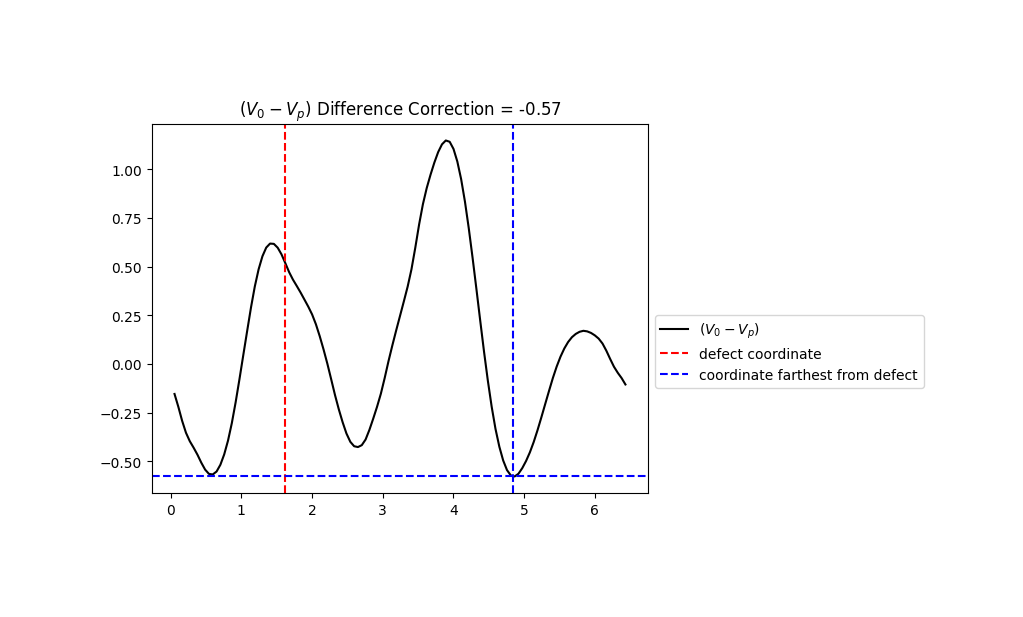 (V₀ − Vₚ) Difference Correction = -0.57
1.00
0.75
0.50
0.25
0.00
−0.25
−0.50
0 1 2 3 4 5 6
(V₀ − Vₚ)
defect coordinate
coordinate farthest from defect